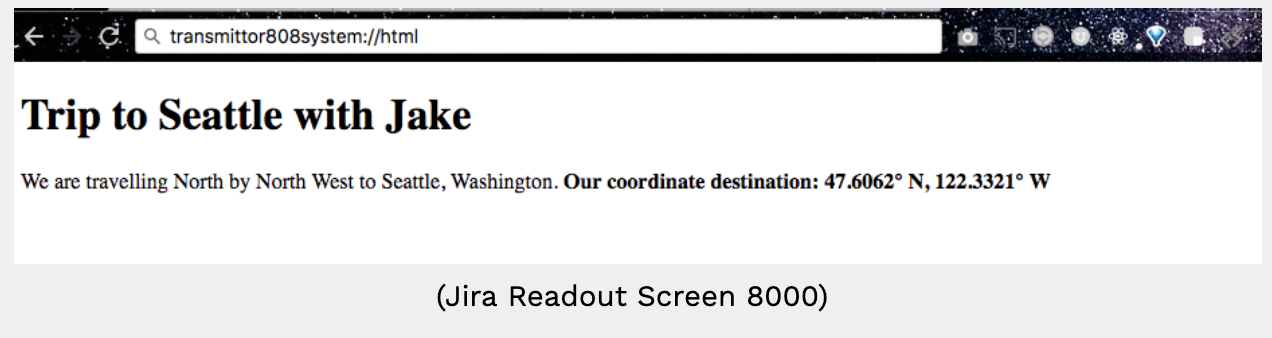 transmittor808system://html
Trip to Seattle with Jake
We are travelling North by North West to Seattle, Washington. Our coordinate destination: 47.6062° N, 122.3321° W
(Jira Readout Screen 8000)